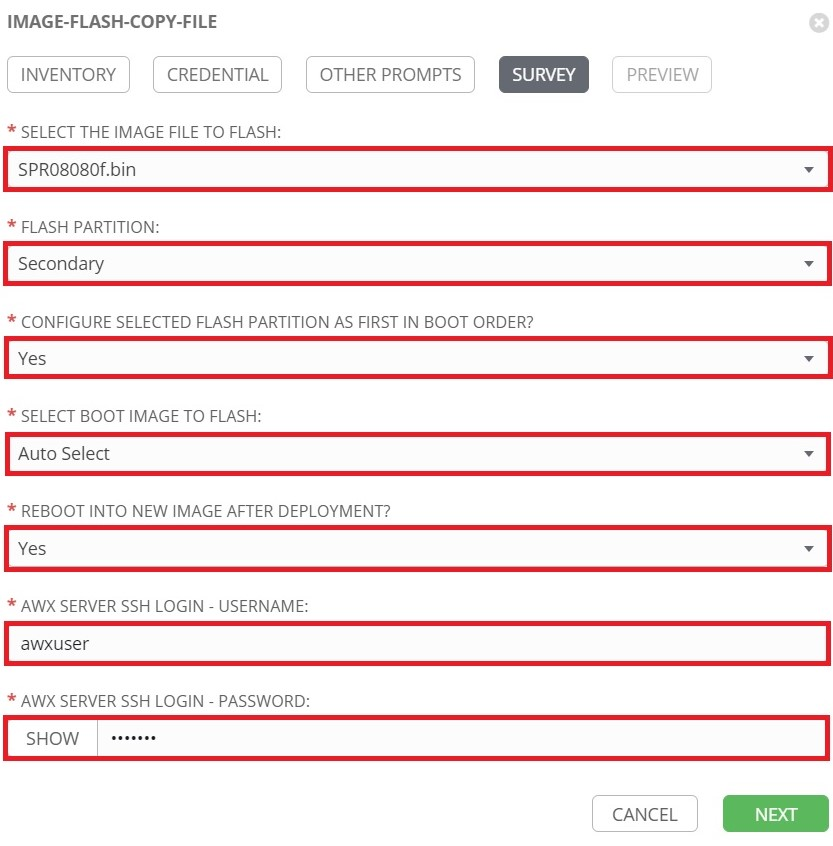 IMAGE-FLASH-COPY-FILE
INVENTORY CREDENTIAL OTHER PROMPTS SURVEY PREVIEW
* SELECT THE IMAGE FILE TO FLASH:
SPR08080f.bin
* FLASH PARTITION:
Secondary
* CONFIGURE SELECTED FLASH PARTITION AS FIRST IN BOOT ORDER?
Yes
* SELECT BOOT IMAGE TO FLASH:
Auto Select
* REBOOT INTO NEW IMAGE AFTER DEPLOYMENT?
Yes
* AWX SERVER SSH LOGIN - USERNAME:
awxuser
* AWX SERVER SSH LOGIN - PASSWORD:
SHOW •••••••
CANCEL NEXT